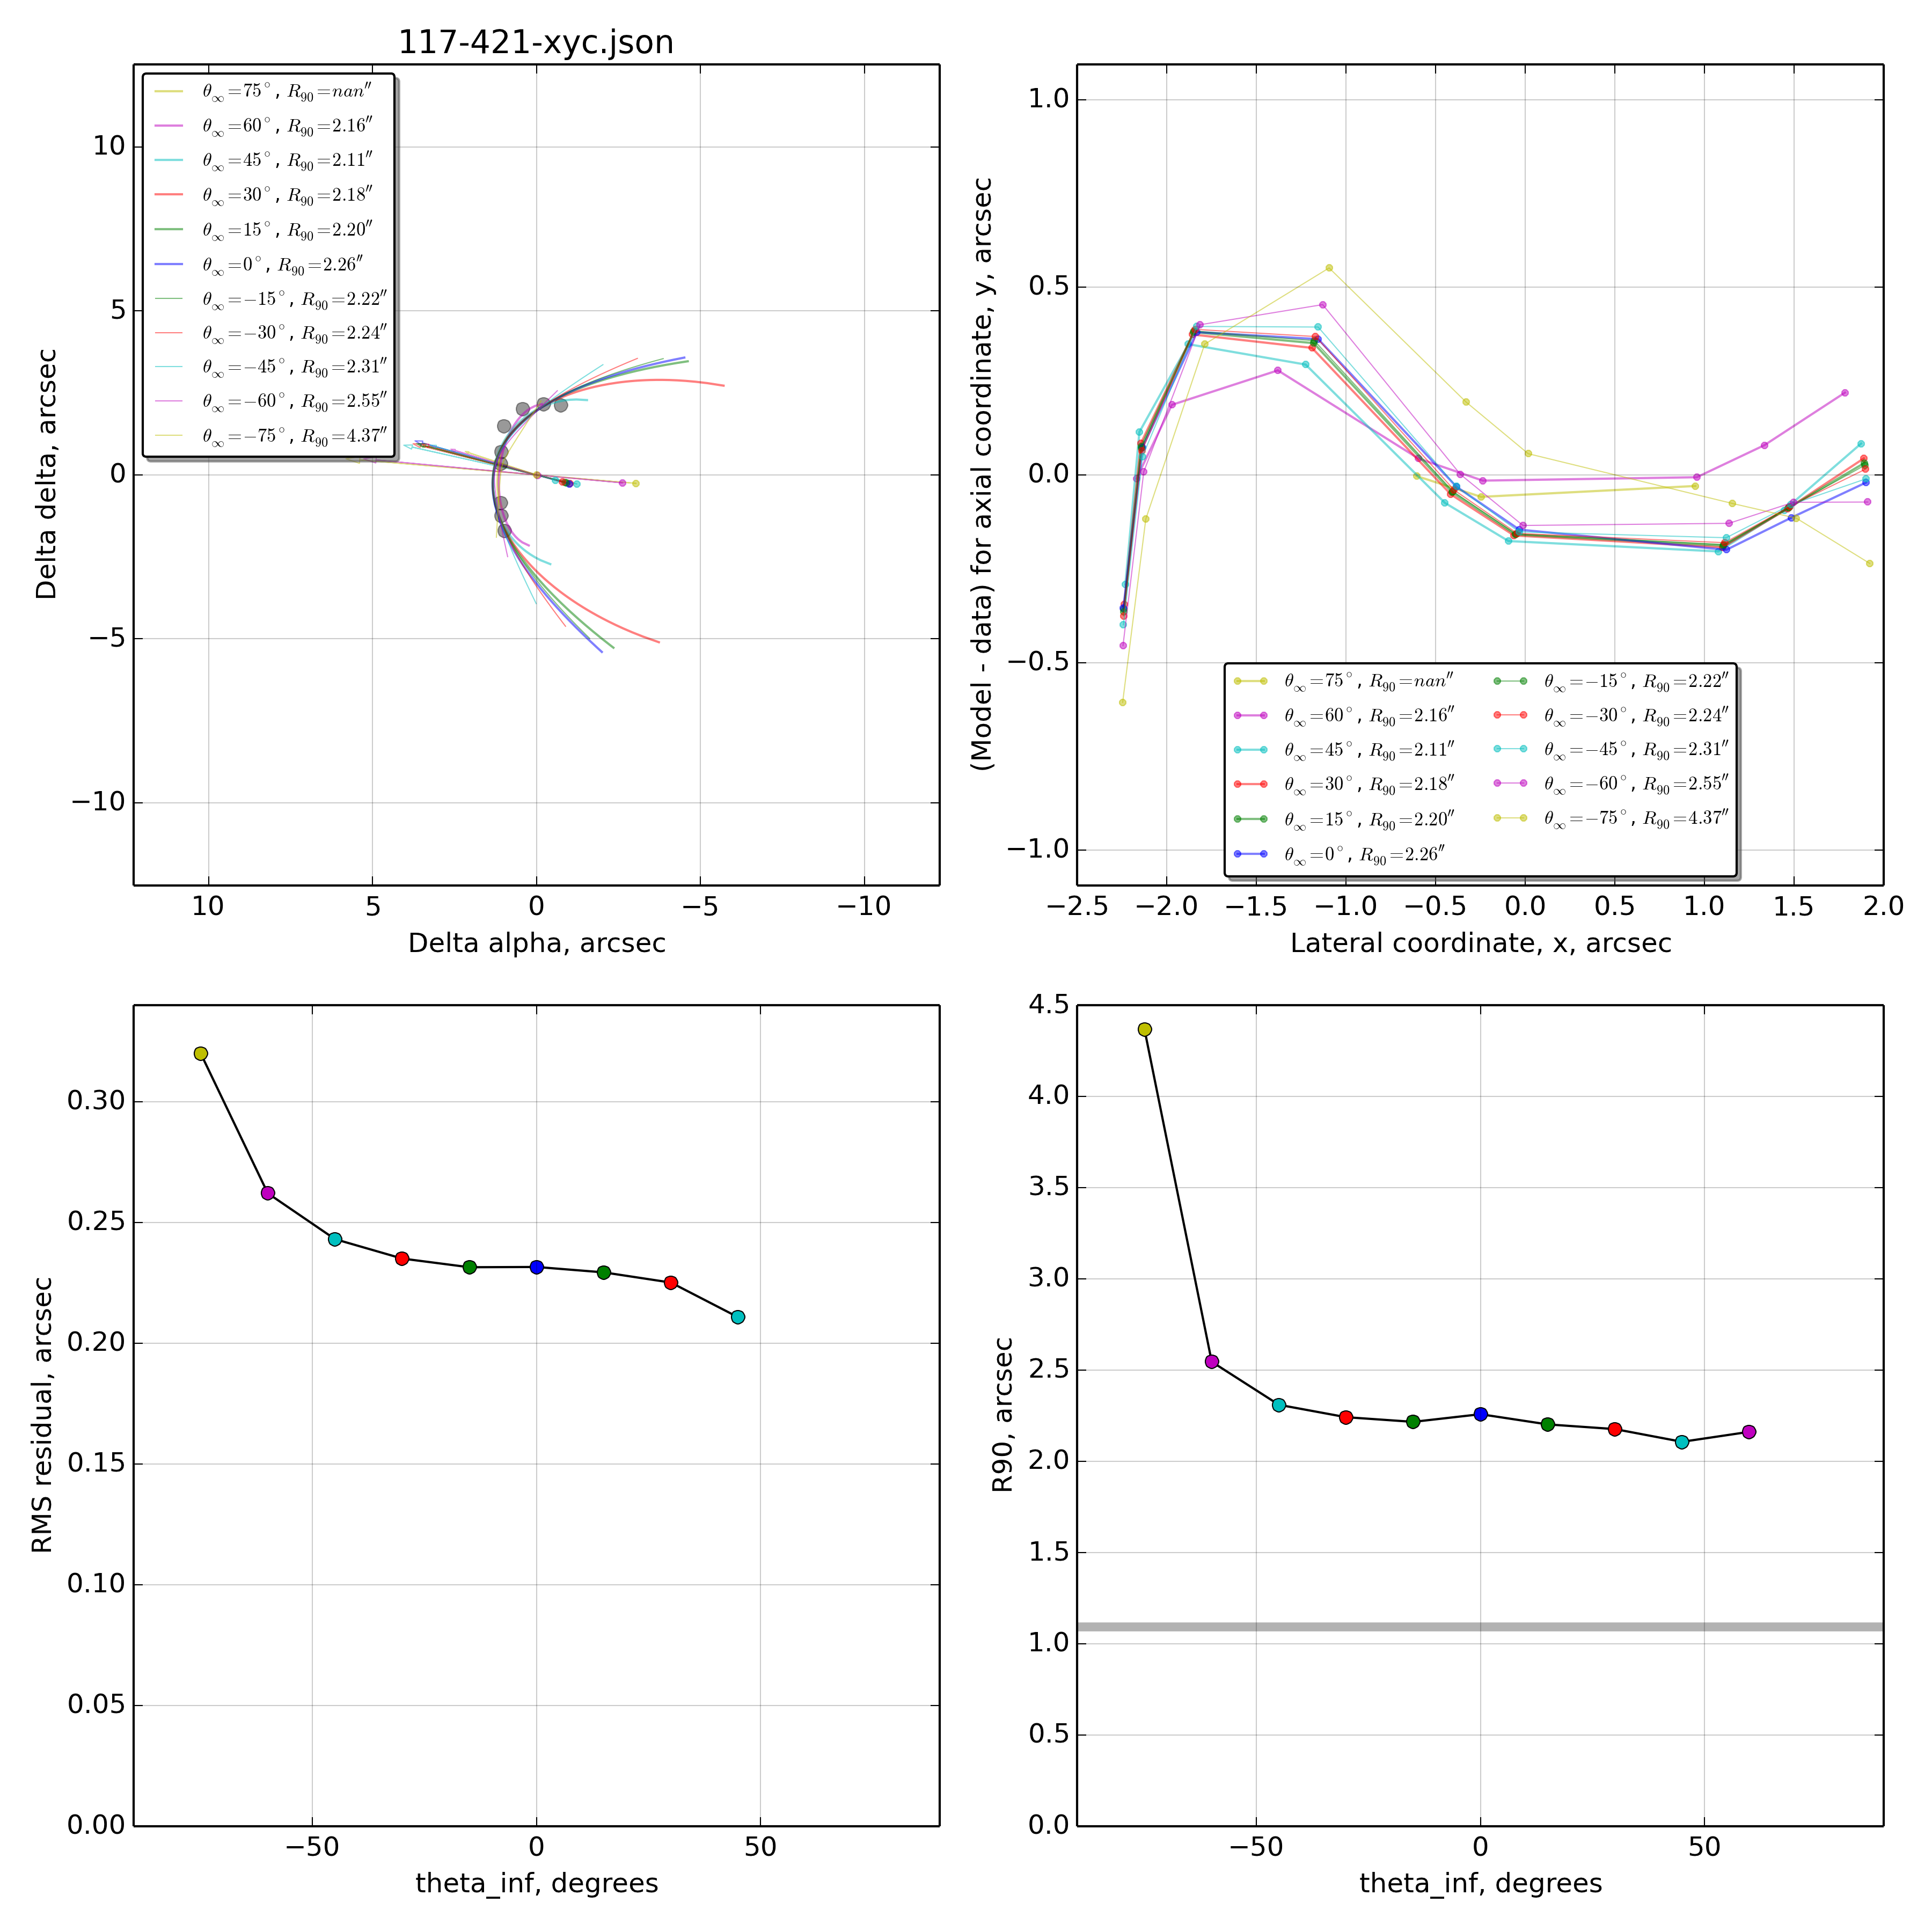 117-421-xyc.json
θ∞=75°, R90=nan″
θ∞=60°, R90=2.16″
θ∞=45°, R90=2.11″
θ∞=30°, R90=2.18″
θ∞=15°, R90=2.20″
θ∞=0°, R90=2.26″
θ∞=−15°, R90=2.22″
θ∞=−30°, R90=2.24″
θ∞=−45°, R90=2.31″
θ∞=−60°, R90=2.55″
θ∞=−75°, R90=4.37″
10
5
0
−5
−10
10 5 0 −5 −10
Delta alpha, arcsec
Delta delta, arcsec
1.0
0.5
0.0
−0.5
−1.0
θ∞=75°, R90=nan″
θ∞=60°, R90=2.16″
θ∞=45°, R90=2.11″
θ∞=30°, R90=2.18″
θ∞=15°, R90=2.20″
θ∞=0°, R90=2.26″
θ∞=−15°, R90=2.22″
θ∞=−30°, R90=2.24″
θ∞=−45°, R90=2.31″
θ∞=−60°, R90=2.55″
θ∞=−75°, R90=4.37″
−2.5 −2.0 −1.5 −1.0 −0.5 0.0 0.5 1.0 1.5 2.0
Lateral coordinate, x, arcsec
(Model - data) for axial coordinate, y, arcsec
0.30
0.25
0.20
0.15
0.10
0.05
0.00
−50 0 50
theta_inf, degrees
RMS residual, arcsec
4.5
4.0
3.5
3.0
2.5
2.0
1.5
1.0
0.5
0.0
−50 0 50
theta_inf, degrees
R90, arcsec